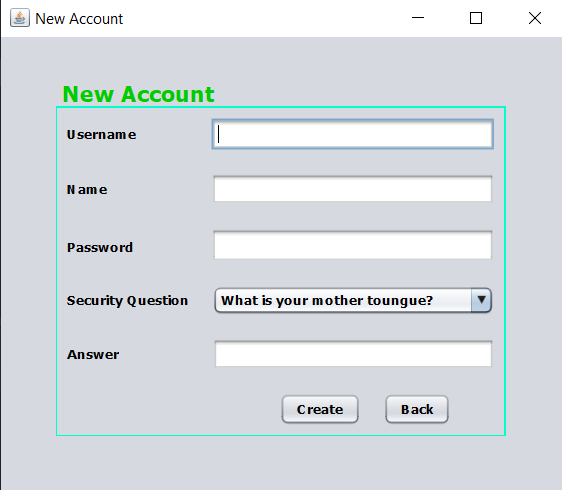 New Account
New Account
Username
Name
Password
Security Question What is your mother toungue?
Answer
Create Back